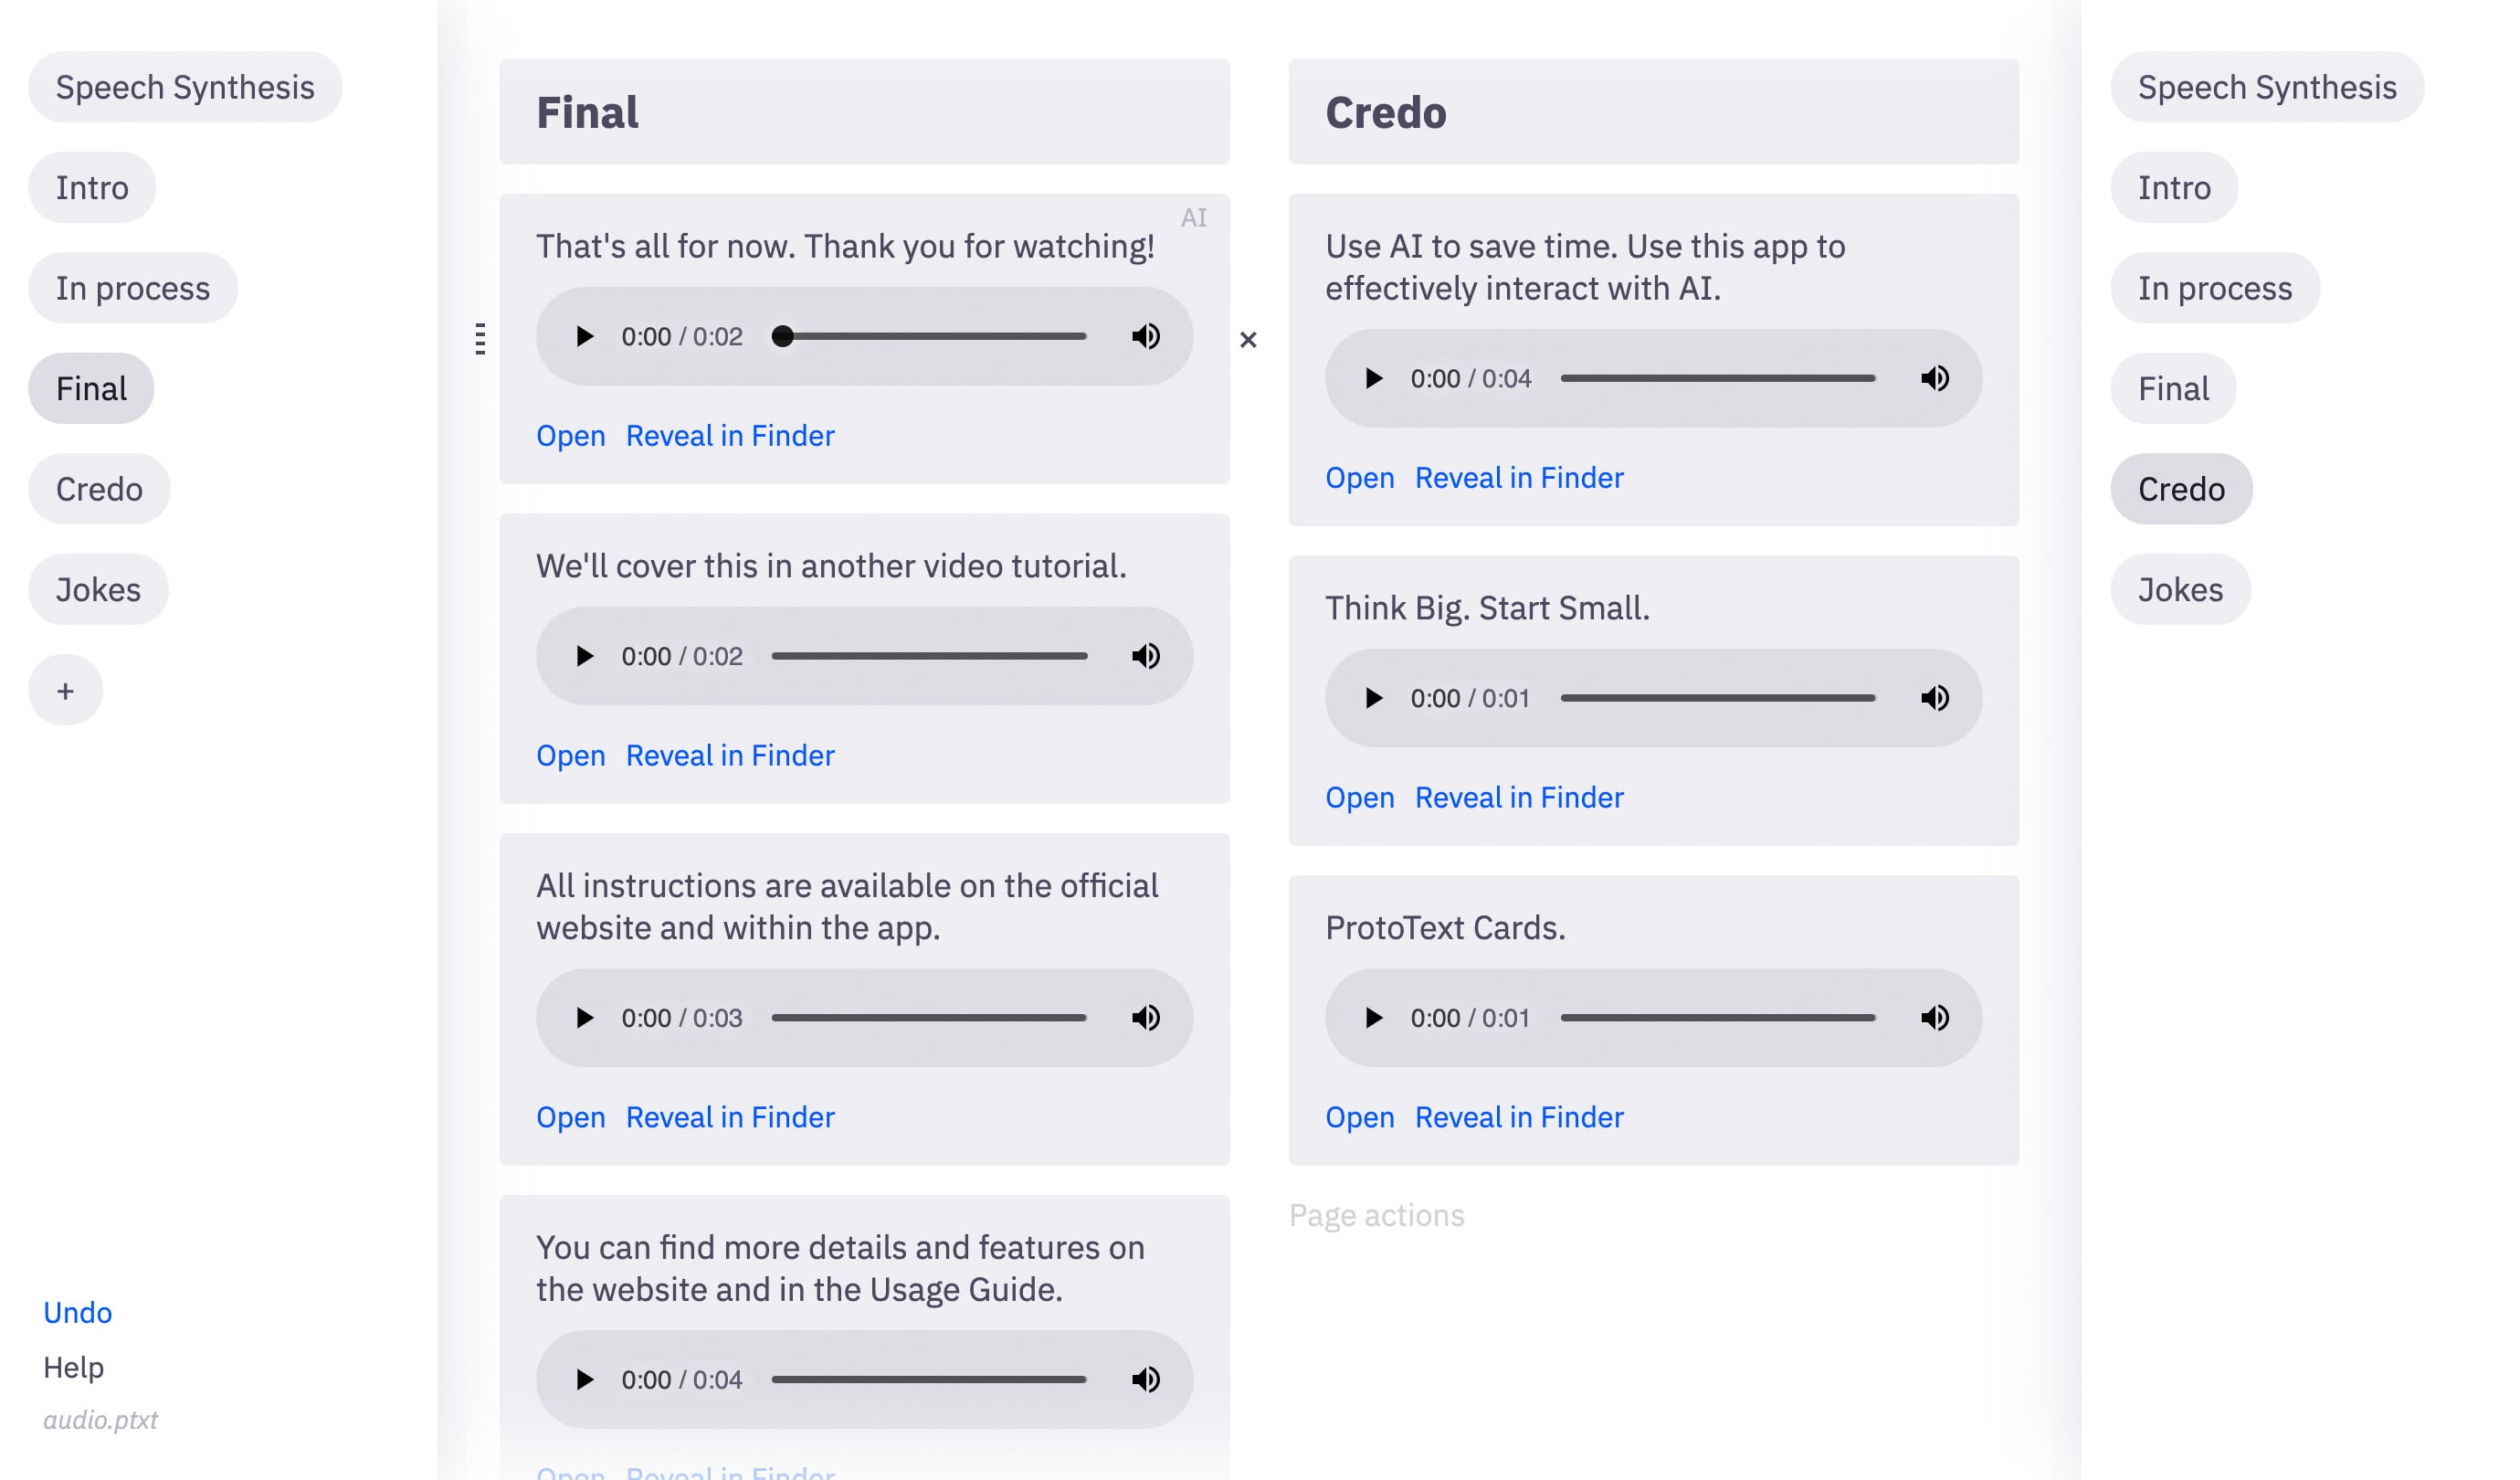 Speech Synthesis
Intro
In process
Final
Credo
Jokes
+
Undo
Help
audio.ptxt
Final
AI
That's all for now. Thank you for watching!
0:00 / 0:02
Open Reveal in Finder
We'll cover this in another video tutorial.
0:00 / 0:02
Open Reveal in Finder
All instructions are available on the official
website and within the app.
0:00 / 0:03
Open Reveal in Finder
You can find more details and features on
the website and in the Usage Guide.
0:00 / 0:04
Open Reveal in Finder
×
Credo
Use AI to save time. Use this app to
effectively interact with AI.
0:00 / 0:04
Open Reveal in Finder
Think Big. Start Small.
0:00 / 0:01
Open Reveal in Finder
ProtoText Cards.
0:00 / 0:01
Open Reveal in Finder
Page actions
Speech Synthesis
Intro
In process
Final
Credo
Jokes